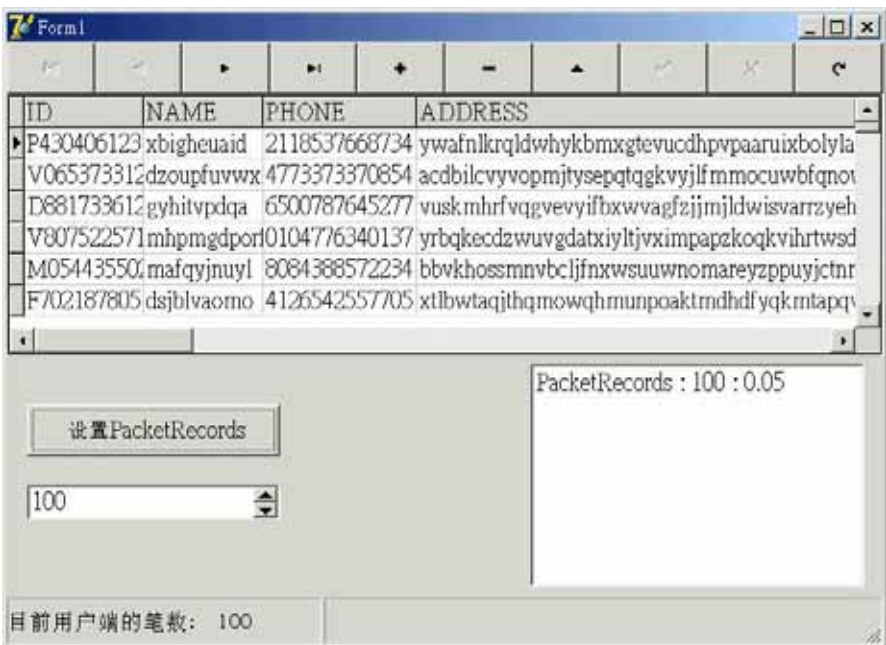 Form1
ID NAME PHONE ADDRESS
P430406123 xbigheuaid 2118537668734 ywafnlkrqldwhykbmxgtevucdhpvpaaruixbolyla
V065373312 dzoupfuvwx 4773373370854 acdbilcvyvopmjtysepqtqgkvyjlfmmocuwbfqnov
D881733612 gyhitvpdqa 6500787645277 vuskmhrfvqgvevyifbxwvagfzjjmjldwisvarrzyeh
V807522571 mhpmgdporl 0104776340137 yrbqkecdzwuvgdatxiyltjvximpapzkoqkvihrtwsd
M054435502 mafqyjnuyl 8084388572234 bbvkhossmnvbcljfnxwsuuwnomareyzppuyjctnr
F702187805 dsjblvaomo 4126542557705 xtlbwtaqjthqmowqhmunpoaktmdhdfyqkmtapqv
PacketRecords : 100 : 0.05
设置PacketRecords
100
目前用户端的笔数: 100